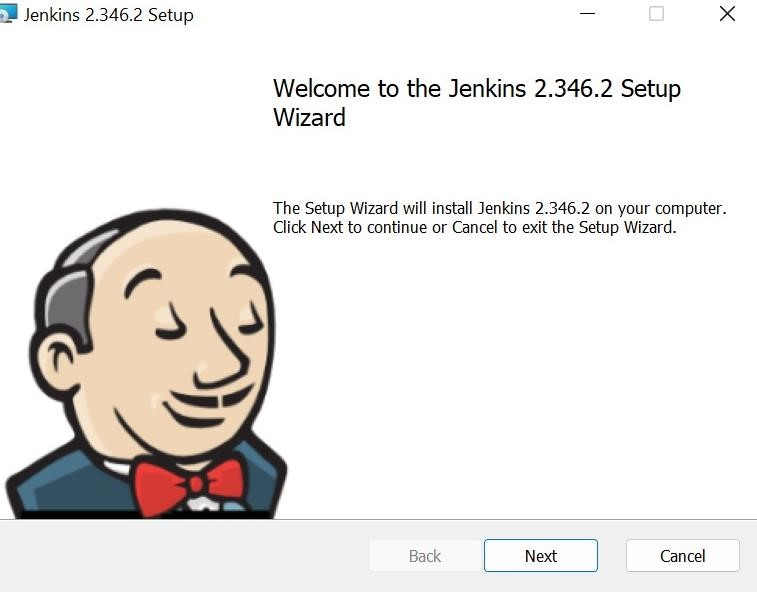 Jenkins 2.346.2 Setup
Welcome to the Jenkins 2.346.2 Setup
Wizard
The Setup Wizard will install Jenkins 2.346.2 on your computer.
Click Next to continue or Cancel to exit the Setup Wizard.
Back
Next
Cancel